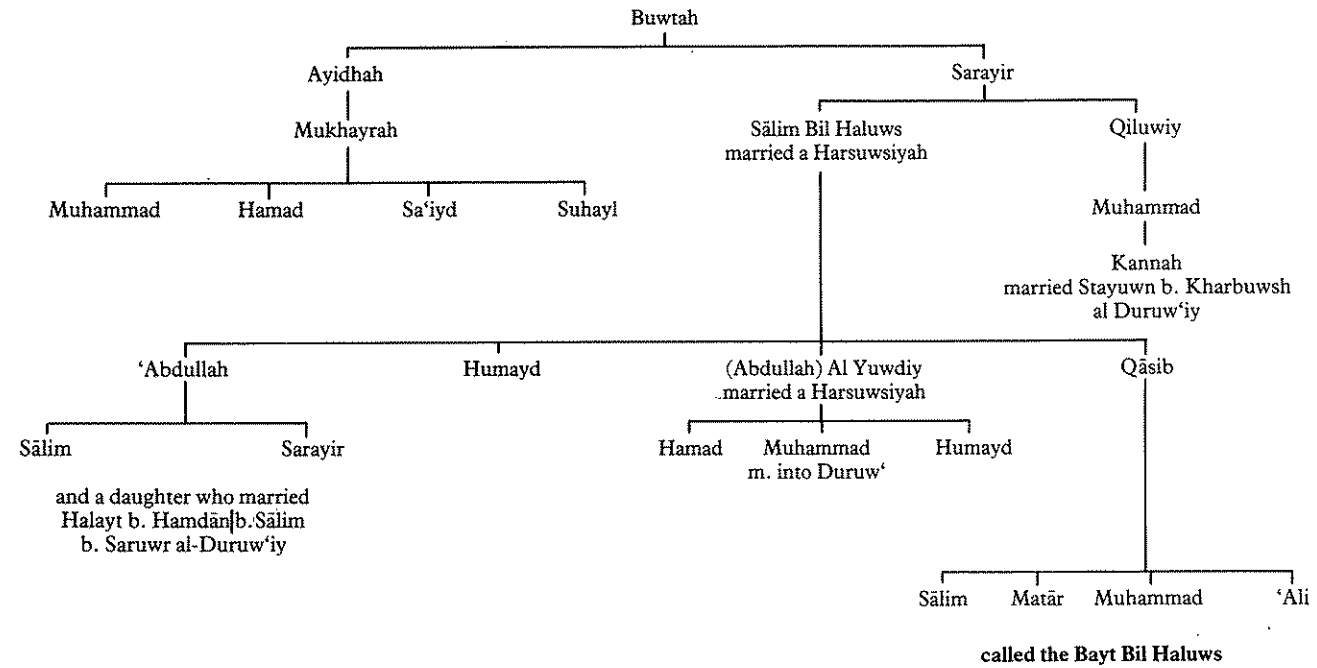 Buwtah
Ayidhah
Sarayir
Mukhayrah
Sālim Bil Haluws
married a Harsuwsiyah
Qiluwiy
Muhammad
Hamad
Sa‘iyd
Suhayl
Muhammad
Kannah
married Stayuwn b. Kharbuwsh
al Duruw‘iy
‘Abdullah
Humayd
(Abdullah) Al Yuwdiy
married a Harsuwsiyah
Qāsib
Sālim
Sarayir
Hamad
Muhammad
m. into Duruw‘
Humayd
and a daughter who married
Halayt b. Hamdān b. Sālim
b. Saruwr al-Duruw‘iy
Sālim
Matār
Muhammad
‘Ali
called the Bayt Bil Haluws